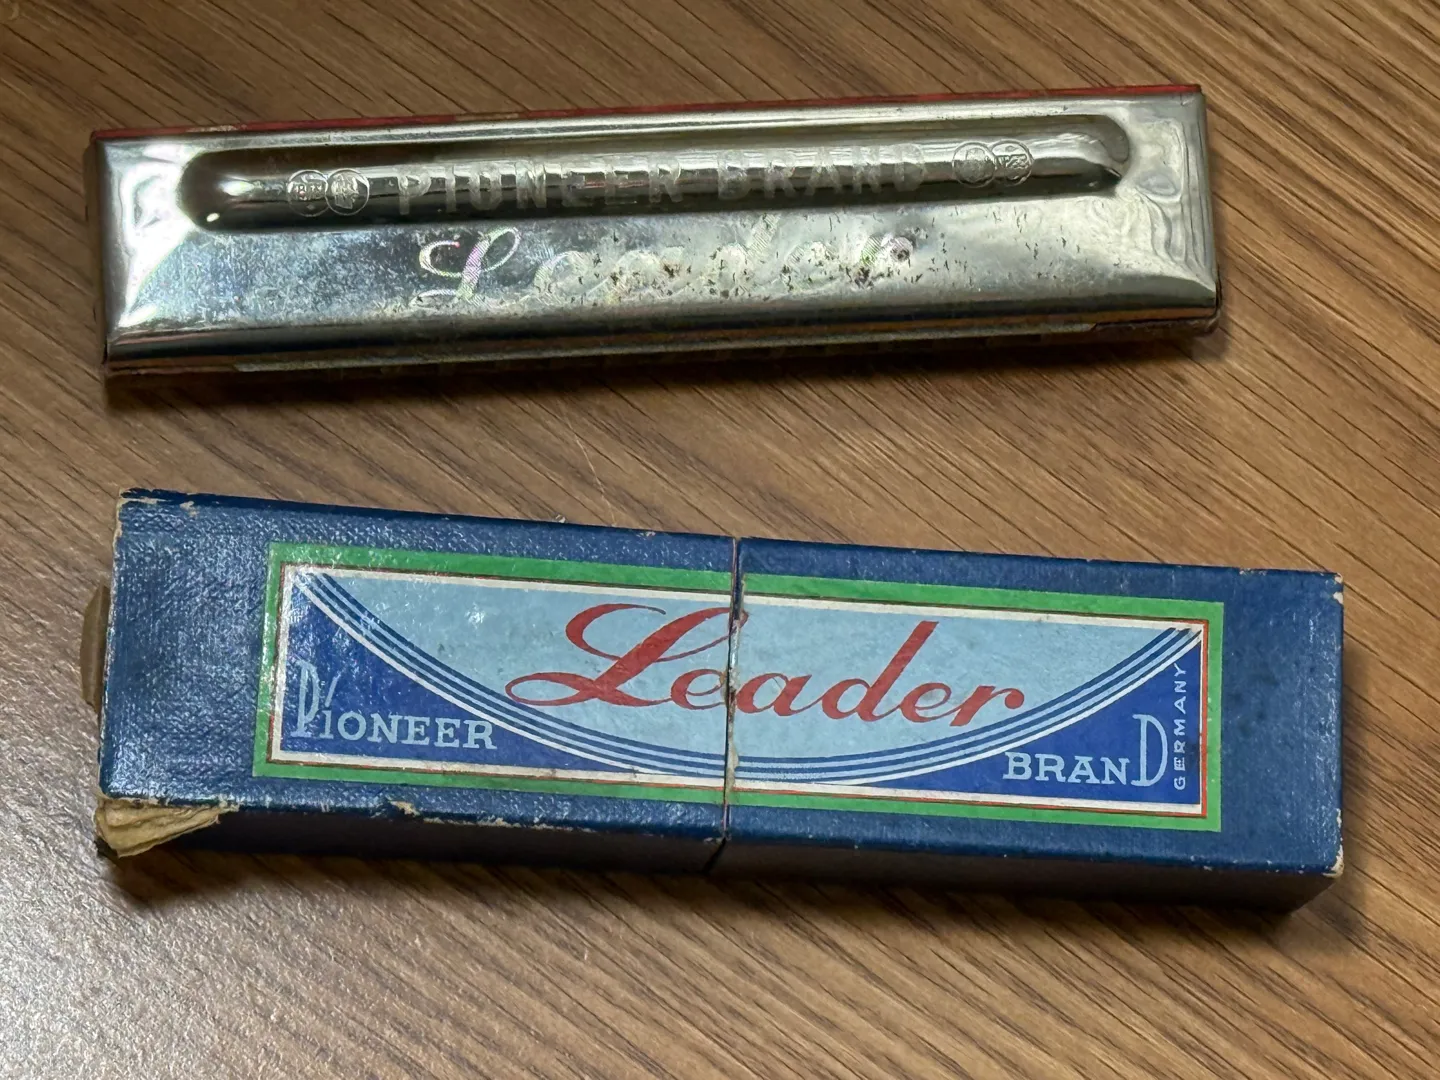 PIONEER BRAND
Leader
Leader
PIONEER
BRAND
GERMANY